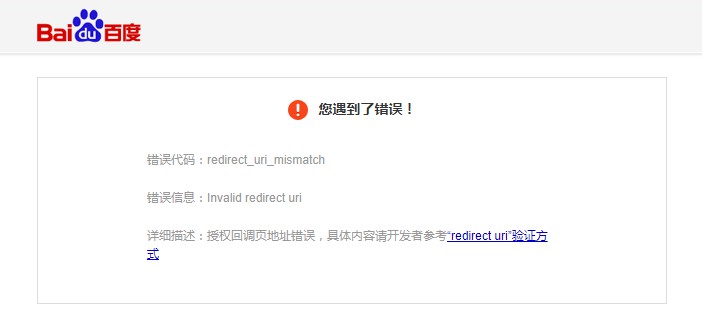 Bai du 百度
您遇到了错误！
错误代码：redirect_uri_mismatch
错误信息：Invalid redirect uri
详细描述：授权回调页地址错误，具体内容请开发者参考“redirect uri”验证方
式